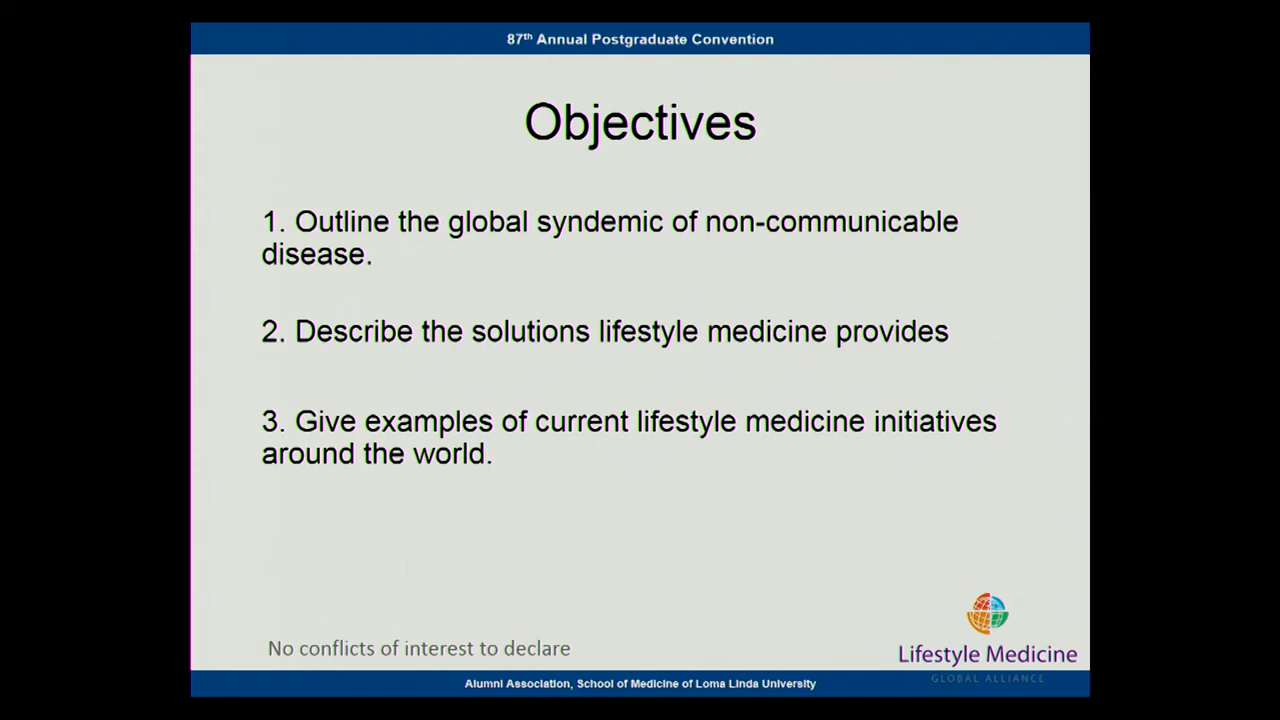 87th Annual Postgraduate Convention
Objectives
1. Outline the global syndemic of non-communicable
disease.
2. Describe the solutions lifestyle medicine provides
3. Give examples of current lifestyle medicine initiatives
around the world.
No conflicts of interest to declare
Lifestyle Medicine
GLOBAL ALLIANCE
Alumni Association, School of Medicine of Loma Linda University